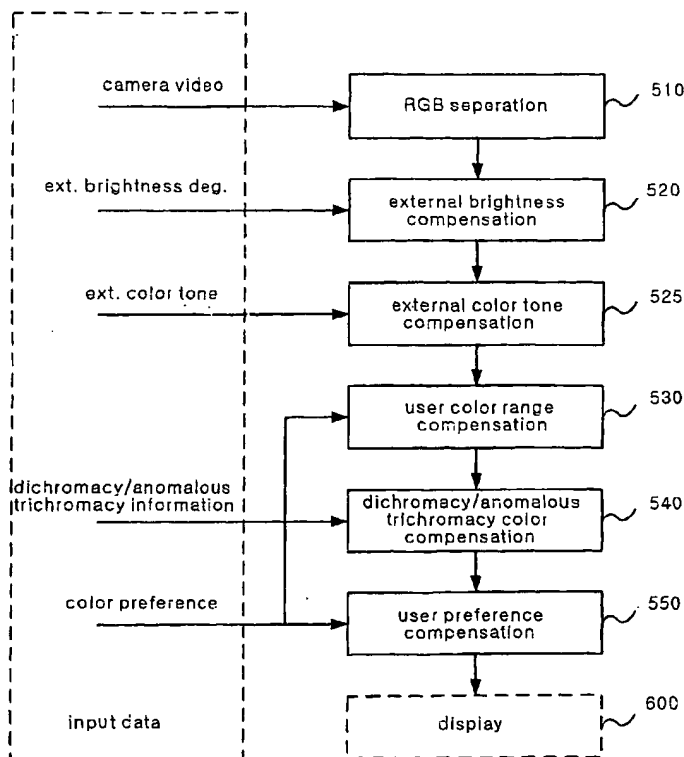 camera video
RGB seperation
510
ext. brightness deg.
external brightness
compensation
520
ext. color tone
external color tone
compensation
525
user color range
compensation
530
dichromacy/anomalous
trichromacy information
dichromacy/anomalous
trichromacy color
compensation
540
color preference
user preference
compensation
550
input data
display
600